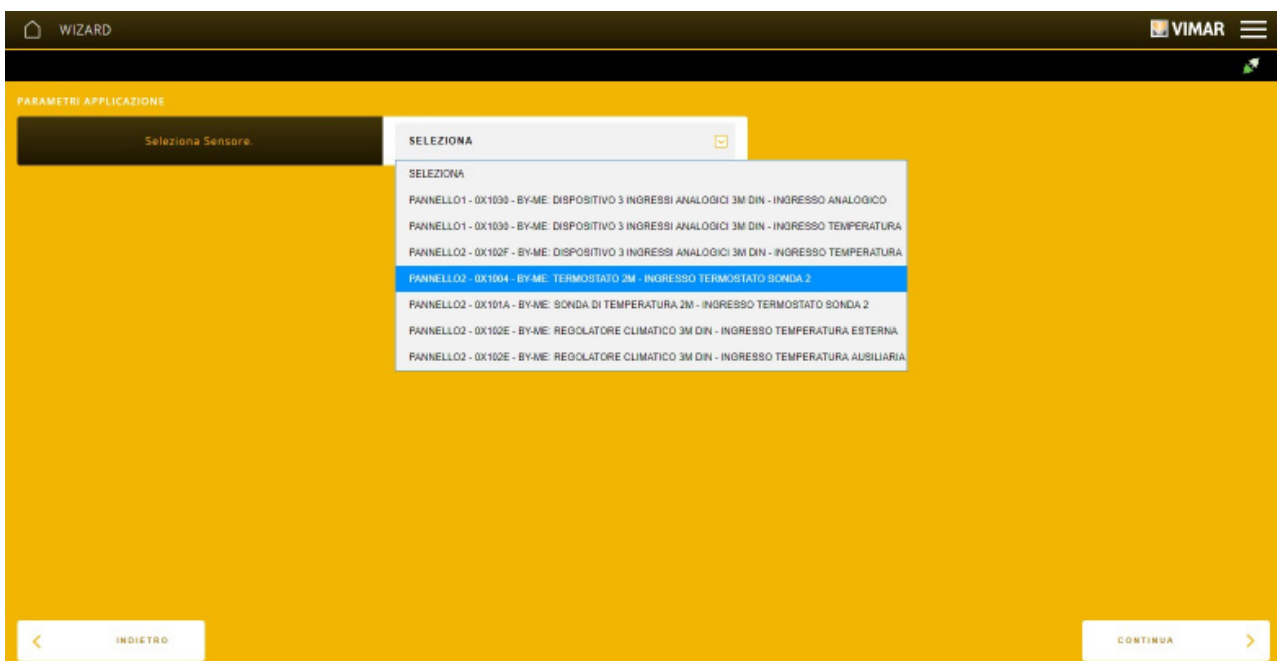 WIZARD
VIMAR
PARAMETRI APPLICAZIONE
Seleziona Sensore.
SELEZIONA
SELEZIONA
PANNELLO1 - 0X1030 - BY-ME: DISPOSITIVO 3 INGRESSI ANALOGICI 3M DIN - INGRESSO ANALOGICO
PANNELLO1 - 0X1030 - BY-ME: DISPOSITIVO 3 INGRESSI ANALOGICI 3M DIN - INGRESSO TEMPERATURA
PANNELLO2 - 0X102F - BY-ME: DISPOSITIVO 3 INGRESSI ANALOGICI 3M DIN - INGRESSO TEMPERATURA
PANNELLO2 - 0X1004 - BY-ME: TERMOSTATO 2M - INGRESSO TERMOSTATO SONDA 2
PANNELLO2 - 0X101A - BY-ME: SONDA DI TEMPERATURA 2M - INGRESSO TERMOSTATO SONDA 2
PANNELLO2 - 0X102E - BY-ME: REGOLATORE CLIMATICO 3M DIN - INGRESSO TEMPERATURA ESTERNA
PANNELLO2 - 0X102E - BY-ME: REGOLATORE CLIMATICO 3M DIN - INGRESSO TEMPERATURA AUSILIARIA
INDIETRO
CONTINUA